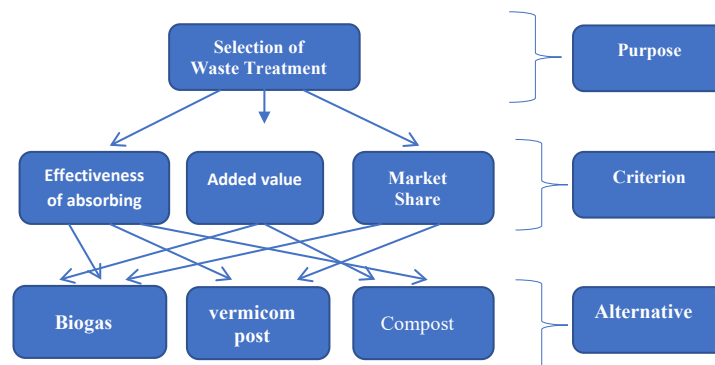 Selection of
Waste Treatment
Purpose
Effectiveness
of absorbing
Added value
Market
Share
Criterion
Biogas
vermicom
post
Compost
Alternative